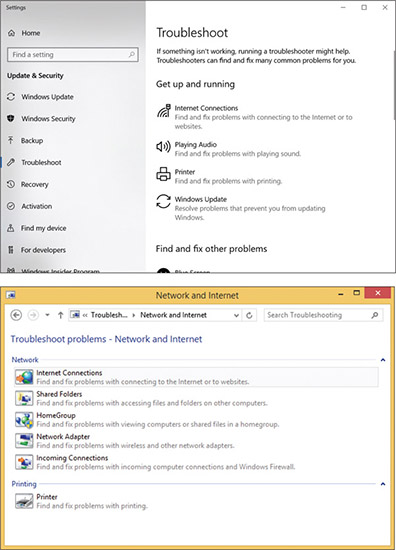 Settings
Home
Find a setting
Update & Security
Windows Update
Windows Security
Backup
Troubleshoot
Recovery
Activation
Find my device
For developers
Windows Insider Program
Troubleshoot
If something isn't working, running a troubleshooter might help.
Troubleshooters can find and fix many common problems for you.
Get up and running
Internet Connections
Find and fix problems with connecting to the Internet or to
websites.
Playing Audio
Find and fix problems with playing sound.
Printer
Find and fix problems with printing.
Windows Update
Resolve problems that prevent you from updating
Windows.
Find and fix other problems
Blue Screen
Network and Internet
« Troublesh... Network and Internet
Search Troubleshooting
Troubleshoot problems - Network and Internet
Network
Internet Connections
Find and fix problems with connecting to the Internet or to websites.
Shared Folders
Find and fix problems with accessing files and folders on other computers.
HomeGroup
Find and fix problems with viewing computers or shared files in a homegroup.
Network Adapter
Find and fix problems with wireless and other network adapters.
Incoming Connections
Find and fix problems with incoming computer connections and Windows Firewall.
Printing
Printer
Find and fix problems with printing.